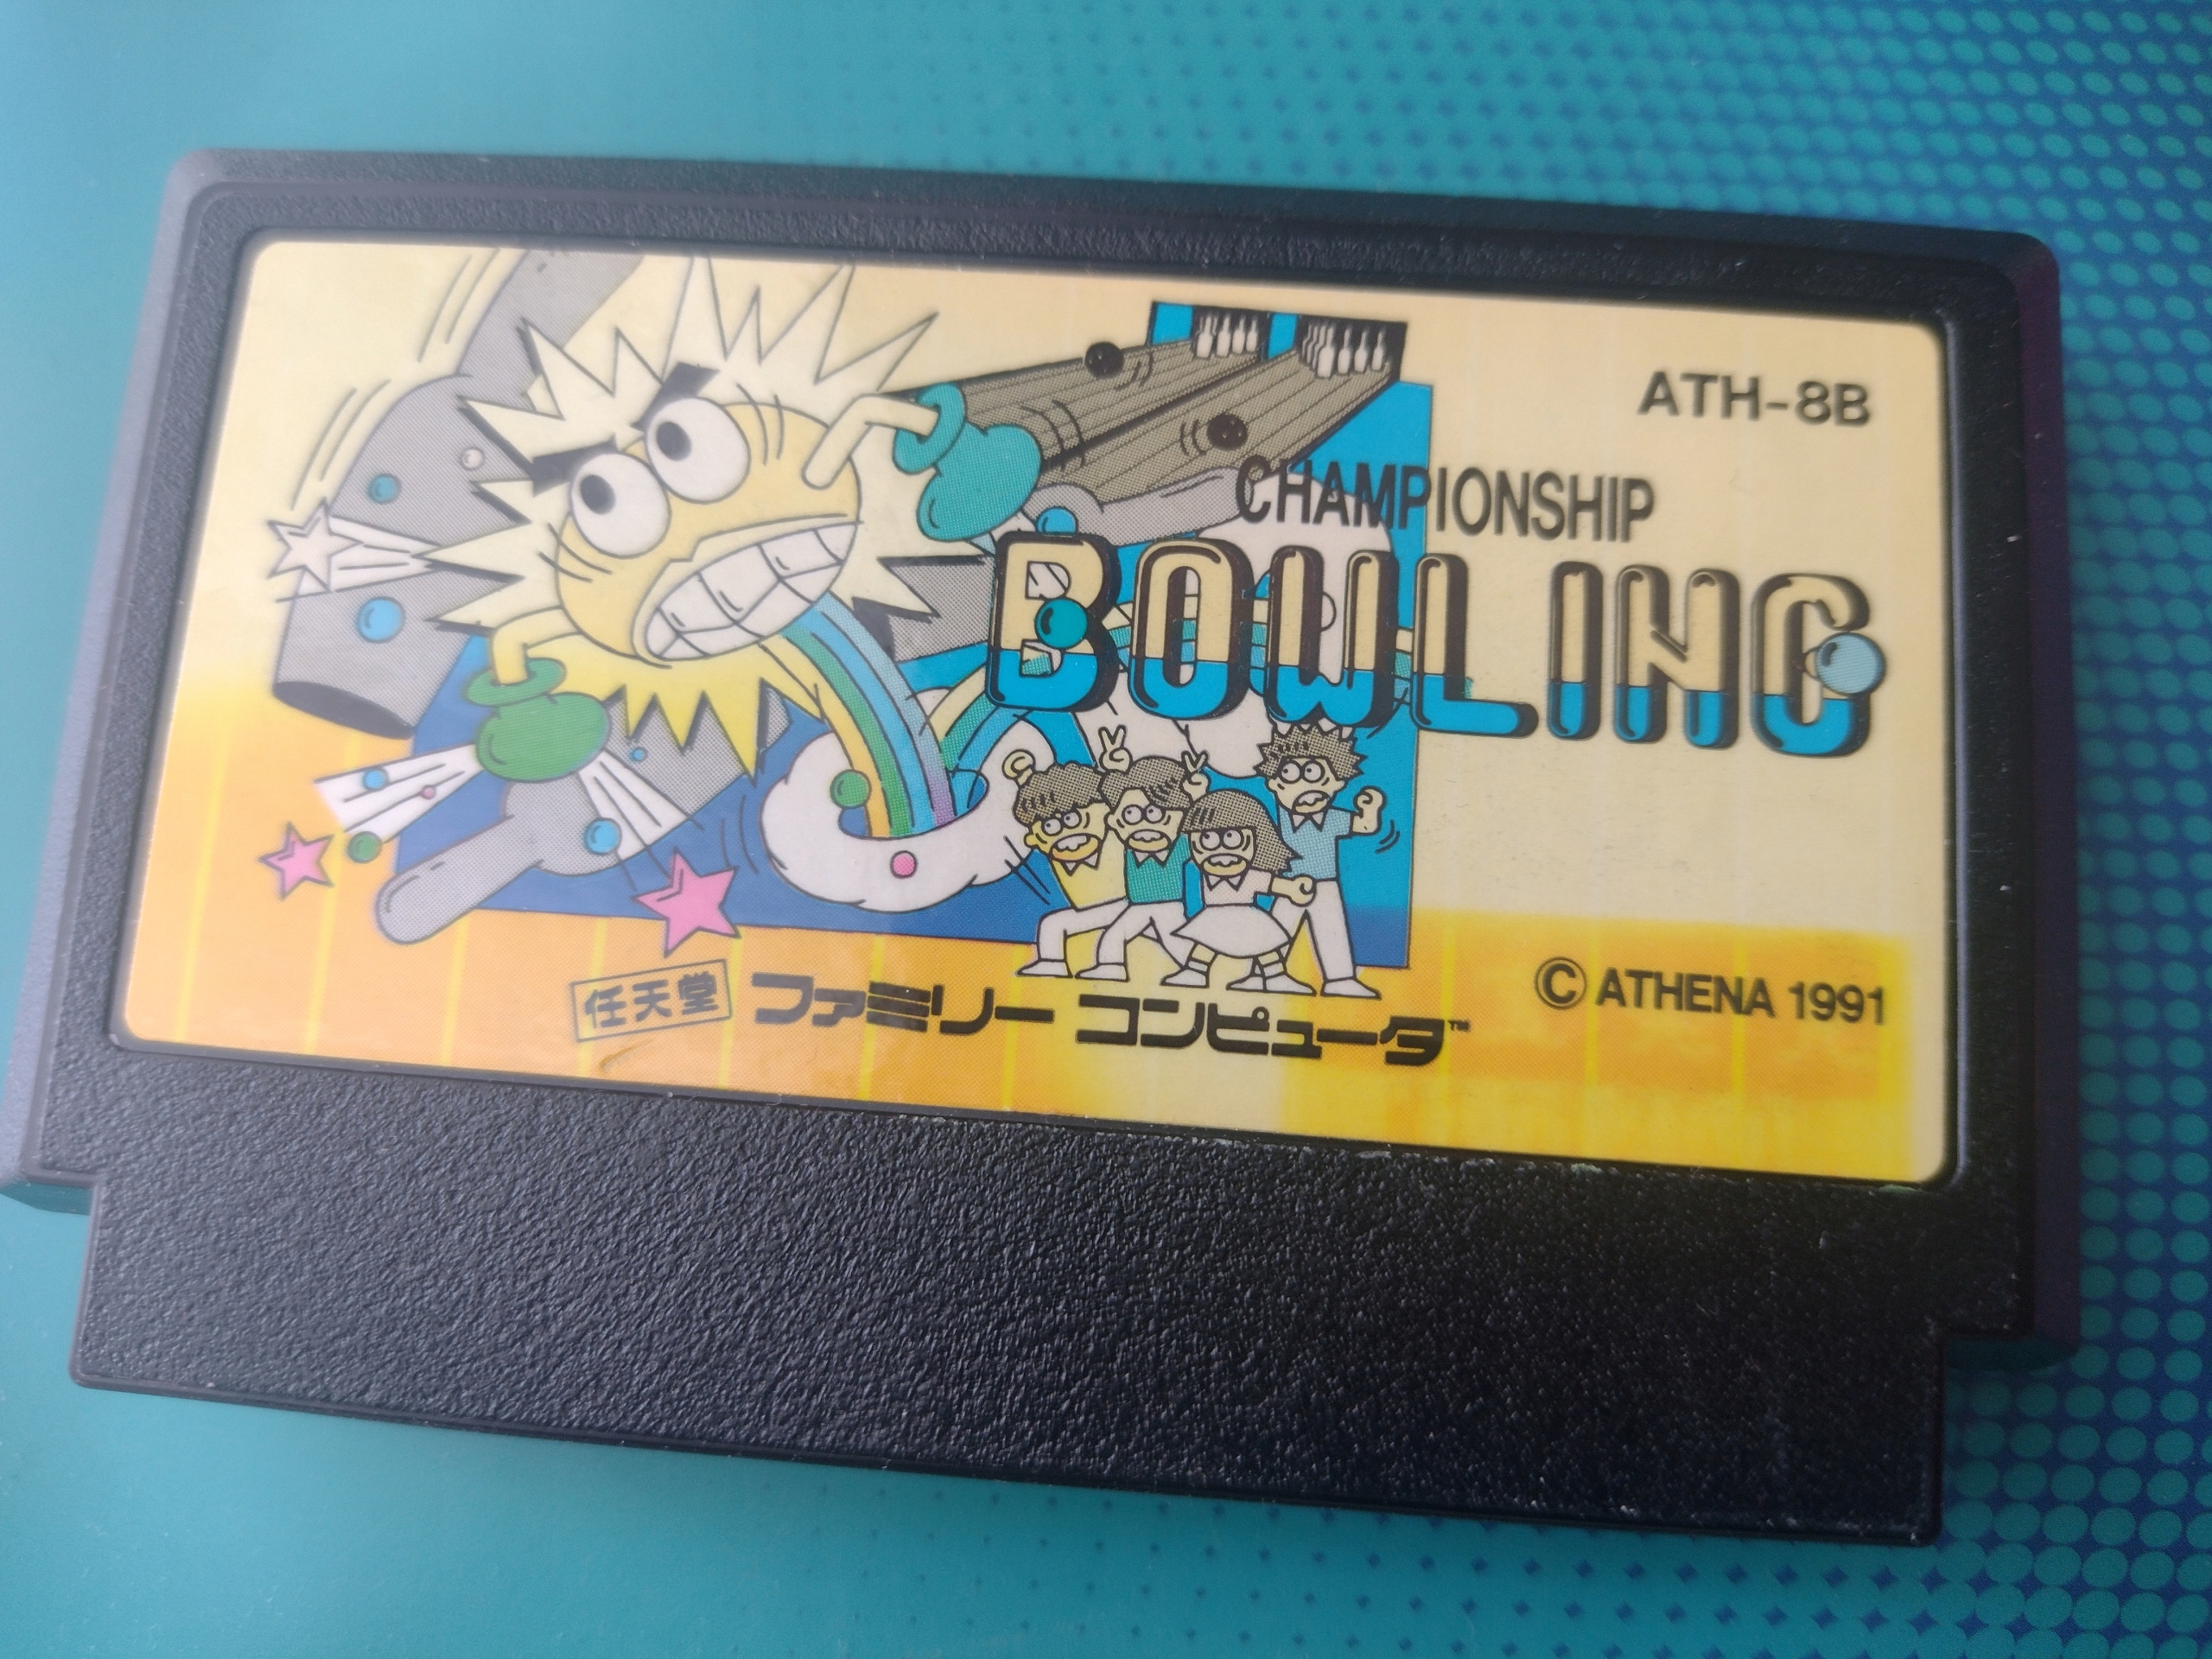 ATH-8B
CHAMPIONSHIP
BOWLING
© ATHENA 1991
任天堂 ファミリー コンピュータ™